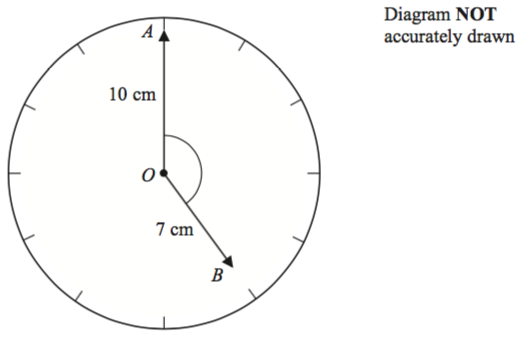 Diagram NOT
accurately drawn
A
10 cm
O
7 cm
B